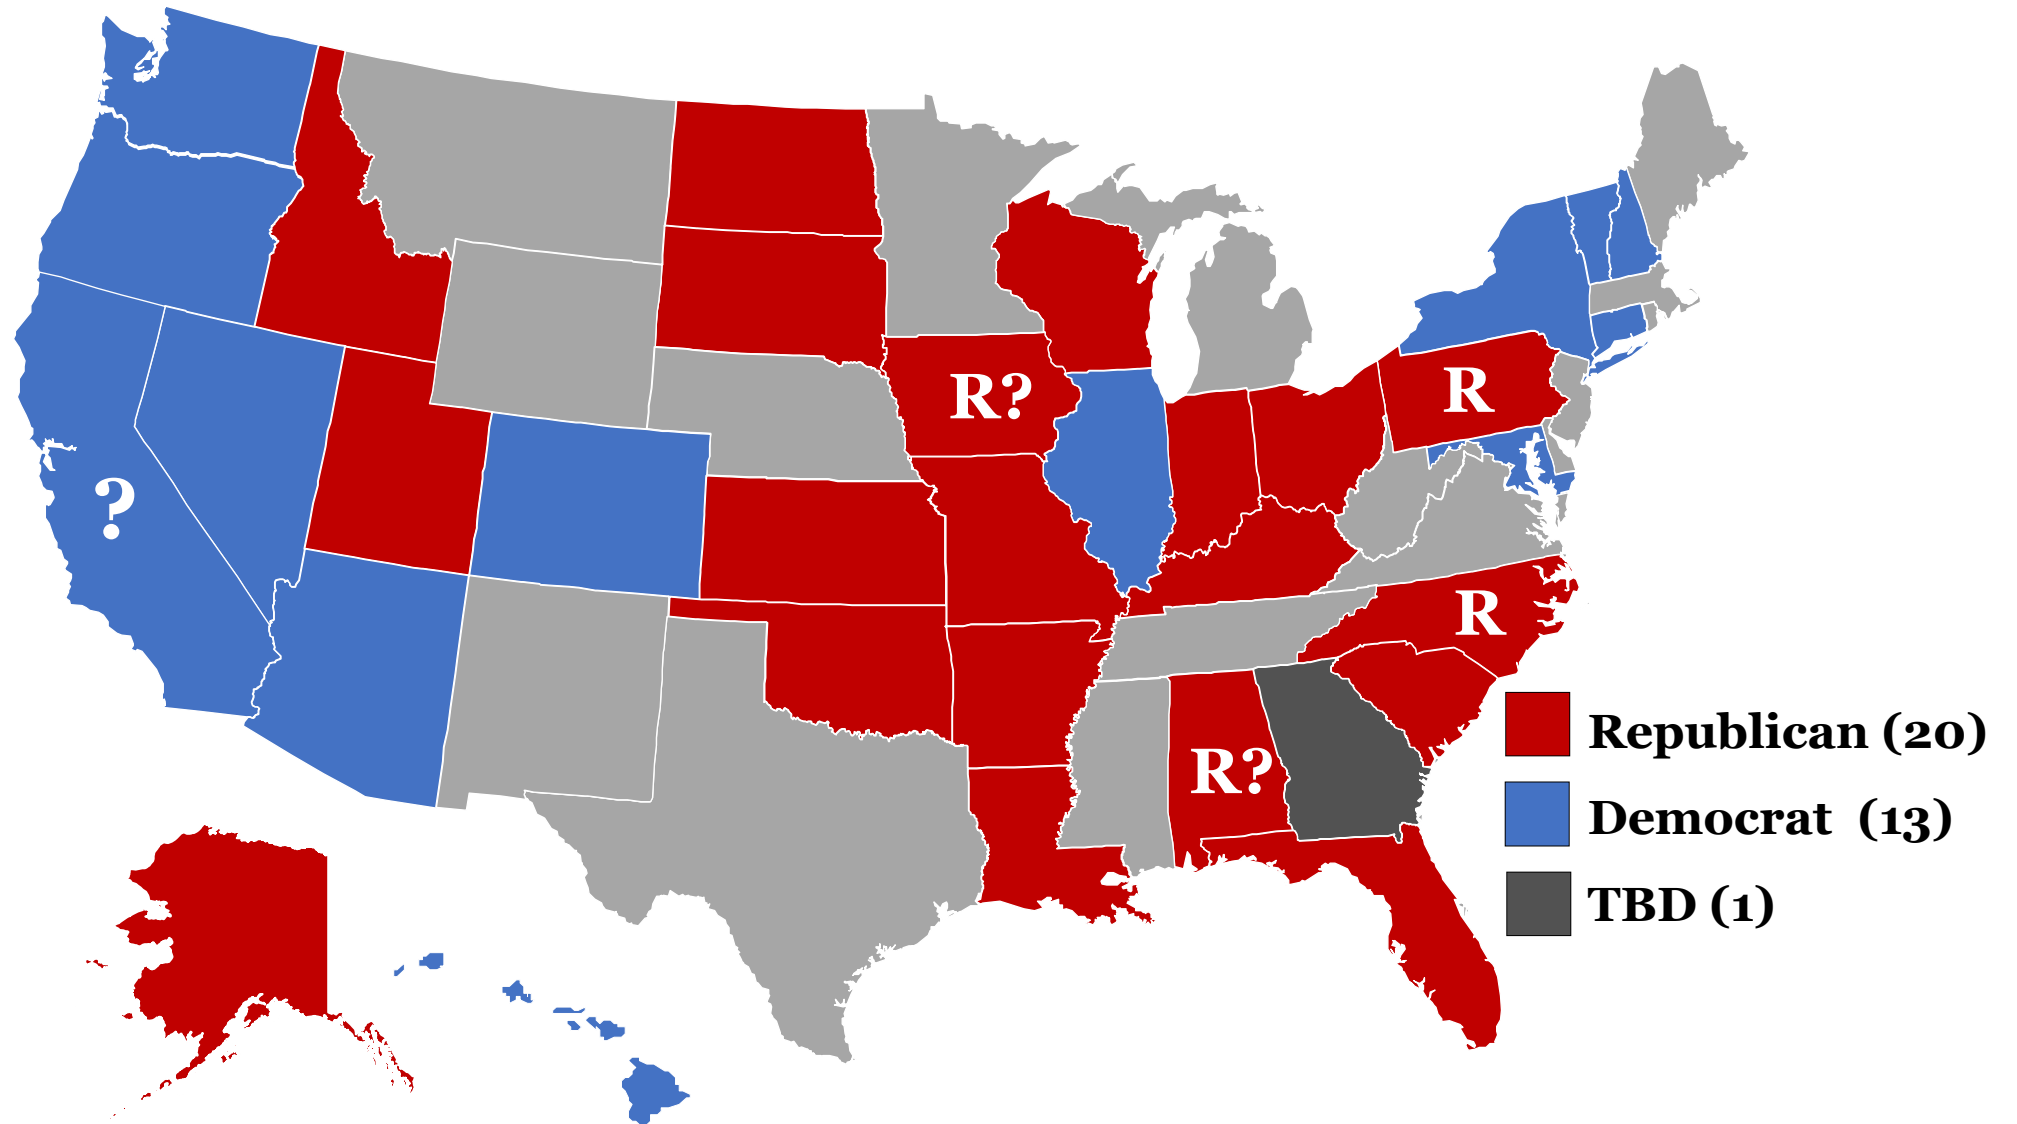 R?
R
?
R
R?
Republican (20)
Democrat (13)
TBD (1)